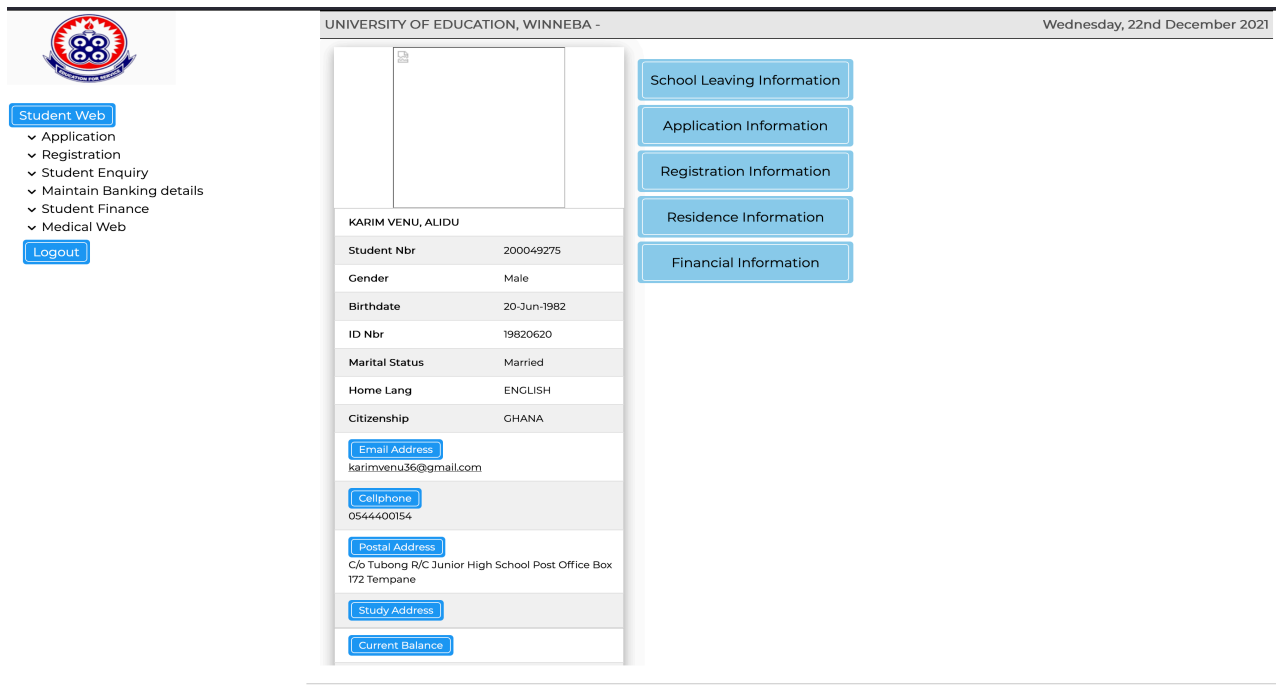 UNIVERSITY OF EDUCATION, WINNEBA -
Wednesday, 22nd December 2021
EDUCATION FOR SERVICE
Student Web
Application
Registration
Student Enquiry
Maintain Banking details
Student Finance
Medical Web
Logout
KARIM VENU, ALIDU
Student Nbr 200049275
Gender Male
Birthdate 20-Jun-1982
ID Nbr 19820620
Marital Status Married
Home Lang ENGLISH
Citizenship GHANA
Email Address
karimvenu36@gmail.com
Cellphone
0544400154
Postal Address
C/o Tubong R/C Junior High School Post Office Box
172 Tempane
Study Address
Current Balance
School Leaving Information
Application Information
Registration Information
Residence Information
Financial Information